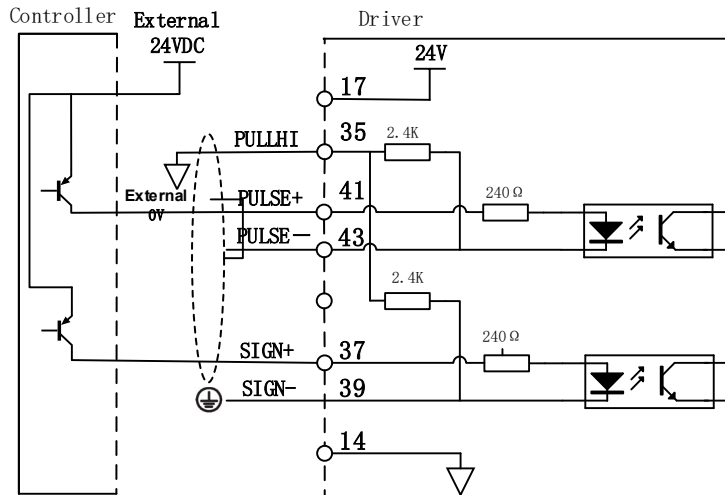 Controller
External
24VDC
Driver
24V
17
PULLHI
35
2.4K
External
0V
PULSE+
41
240Ω
PULSE-
43
2.4K
SIGN+
37
240Ω
SIGN-
39
14